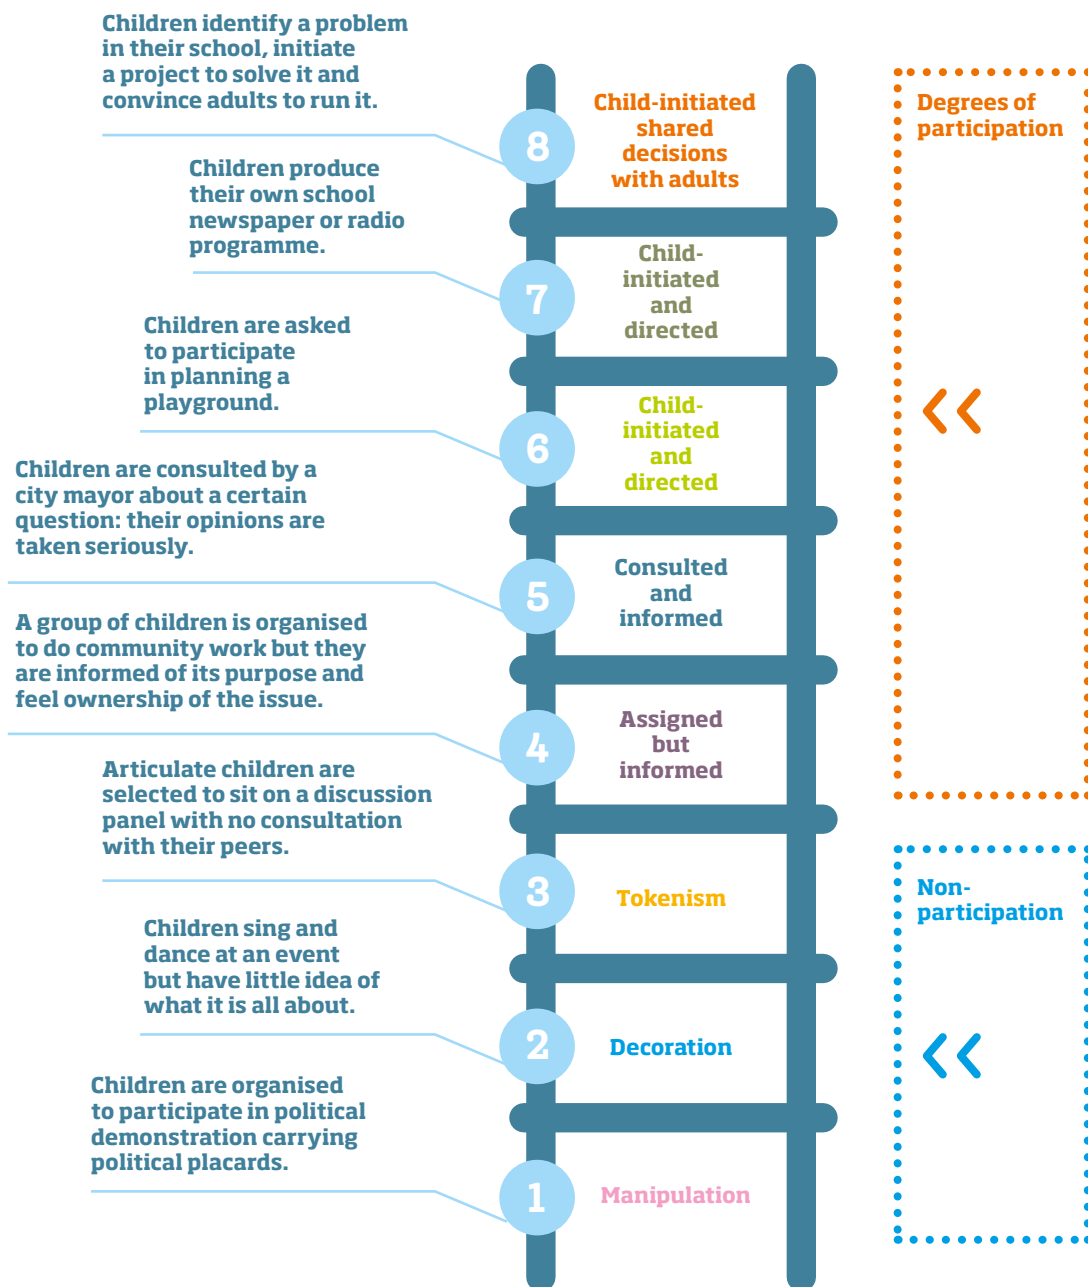 Children identify a problem
in their school, initiate
a project to solve it and
convince adults to run it.
8
Child-initiated
shared
decisions
with adults
Degrees of
participation
Children produce
their own school
newspaper or radio
programme.
7
Child-
initiated
and
directed
Children are asked
to participate
in planning a
playground.
6
Child-
initiated
and
directed
Children are consulted by a
city mayor about a certain
question: their opinions are
taken seriously.
5
Consulted
and
informed
A group of children is organised
to do community work but they
are informed of its purpose and
feel ownership of the issue.
4
Assigned
but
informed
Articulate children are
selected to sit on a discussion
panel with no consultation
with their peers.
3
Tokenism
Non-
participation
Children sing and
dance at an event
but have little idea of
what it is all about.
2
Decoration
Children are organised
to participate in political
demonstration carrying
political placards.
1
Manipulation